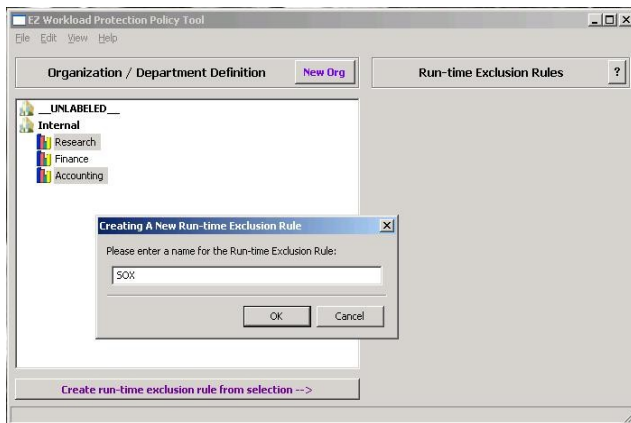 EZ Workload Protection Policy Tool
File Edit View Help
Organization / Department Definition New Org Run-time Exclusion Rules ?
__UNLABELED__
Internal
Research
Finance
Accounting
Creating A New Run-time Exclusion Rule
Please enter a name for the Run-time Exclusion Rule:
SOX
OK Cancel
Create run-time exclusion rule from selection -->